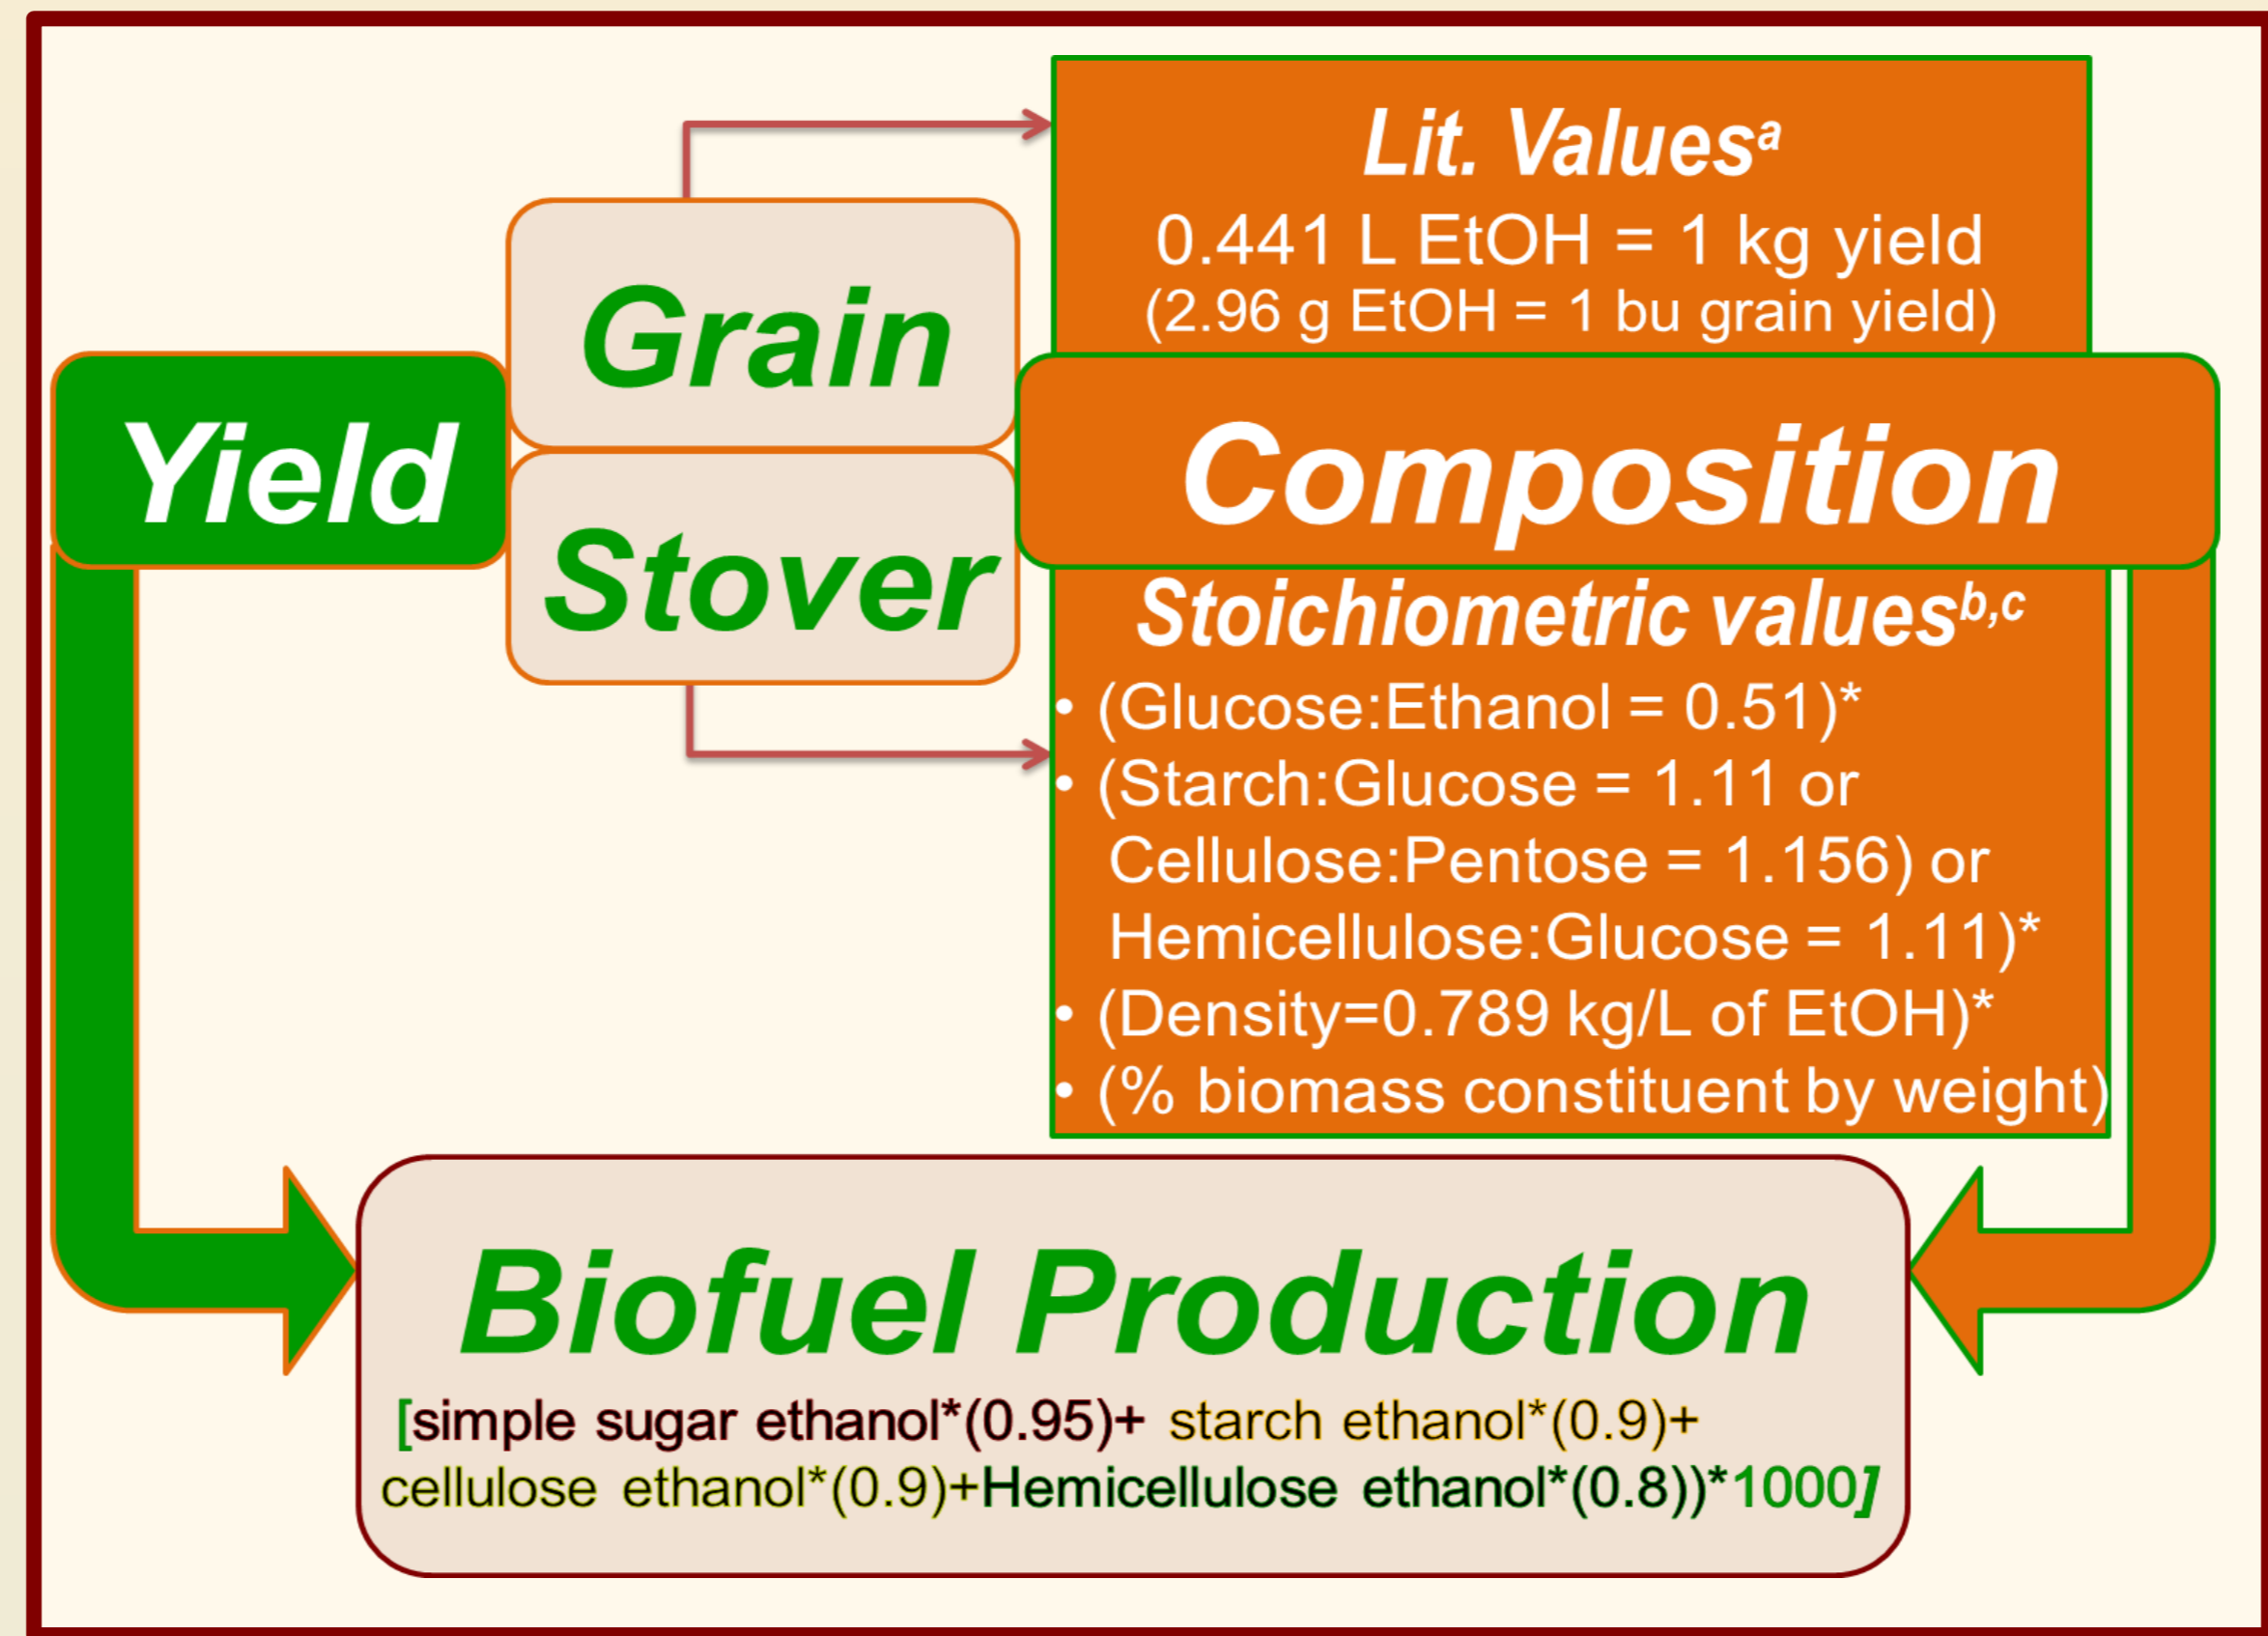 Lit. Valuesᵃ
0.441 L EtOH = 1 kg yield
(2.96 g EtOH = 1 bu grain yield)
Grain
Yield
Composition
Stover
Stoichiometric valuesᵇ,ᶜ
• (Glucose:Ethanol = 0.51)*
• (Starch:Glucose = 1.11 or
Cellulose:Pentose = 1.156) or
Hemicellulose:Glucose = 1.11)*
• (Density=0.789 kg/L of EtOH)*
• (% biomass constituent by weight)
Biofuel Production
[simple sugar ethanol*(0.95)+ starch ethanol*(0.9)+
cellulose ethanol*(0.9)+Hemicellulose ethanol*(0.8))*1000]